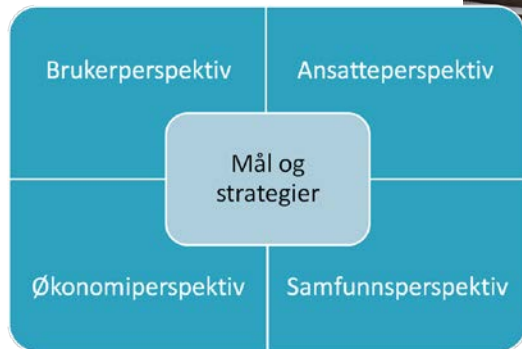 Brukerperspektiv
Ansatteperspektiv
Mål og
strategier
Økonomiperspektiv
Samfunnsperspektiv